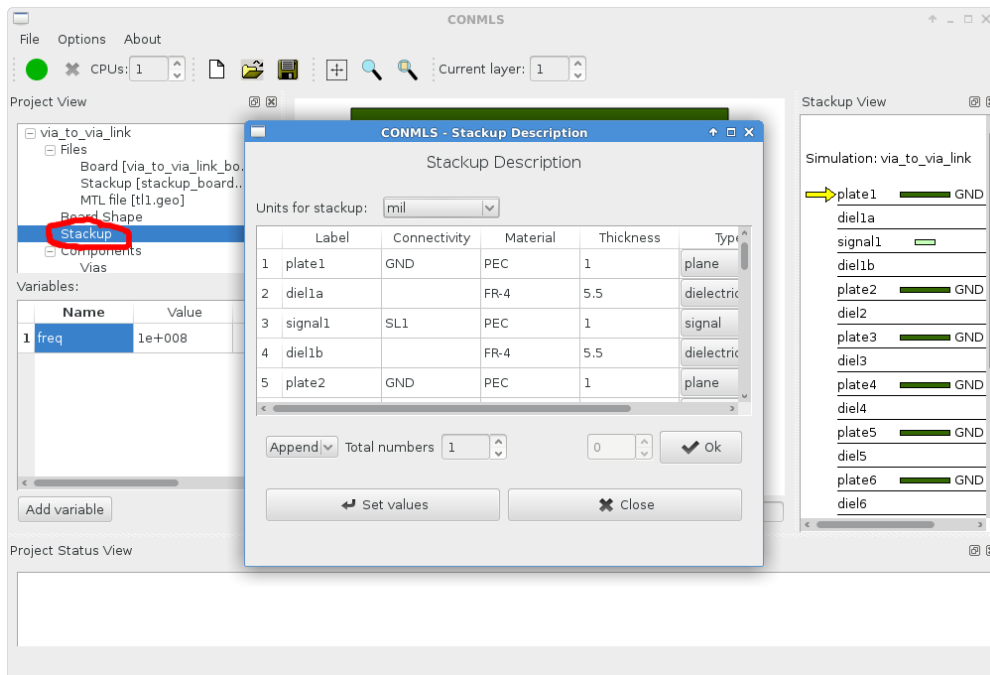 CONMLS
File Options About
CPUs: 1 Current layer: 1
Project View
via_to_via_link
Files
Board [via_to_via_link_bo.
Stackup [stackup_board..
MTL file [tl1.geo]
Board Shape
Stackup
Components
Vias
Variables:
Name Value
1 freq 1e+008
Add variable
CONMLS - Stackup Description
Stackup Description
Units for stackup: mil
Label Connectivity Material Thickness Type
1 plate1 GND PEC 1 plane
2 diel1a FR-4 5.5 dielectric
3 signal1 SL1 PEC 1 signal
4 diel1b FR-4 5.5 dielectric
5 plate2 GND PEC 1 plane
Append Total numbers 1 0 Ok
Set values Close
Stackup View
Simulation: via_to_via_link
plate1 GND
diel1a
signal1
diel1b
plate2 GND
diel2
plate3 GND
diel3
plate4 GND
diel4
plate5 GND
diel5
plate6 GND
diel6
Project Status View